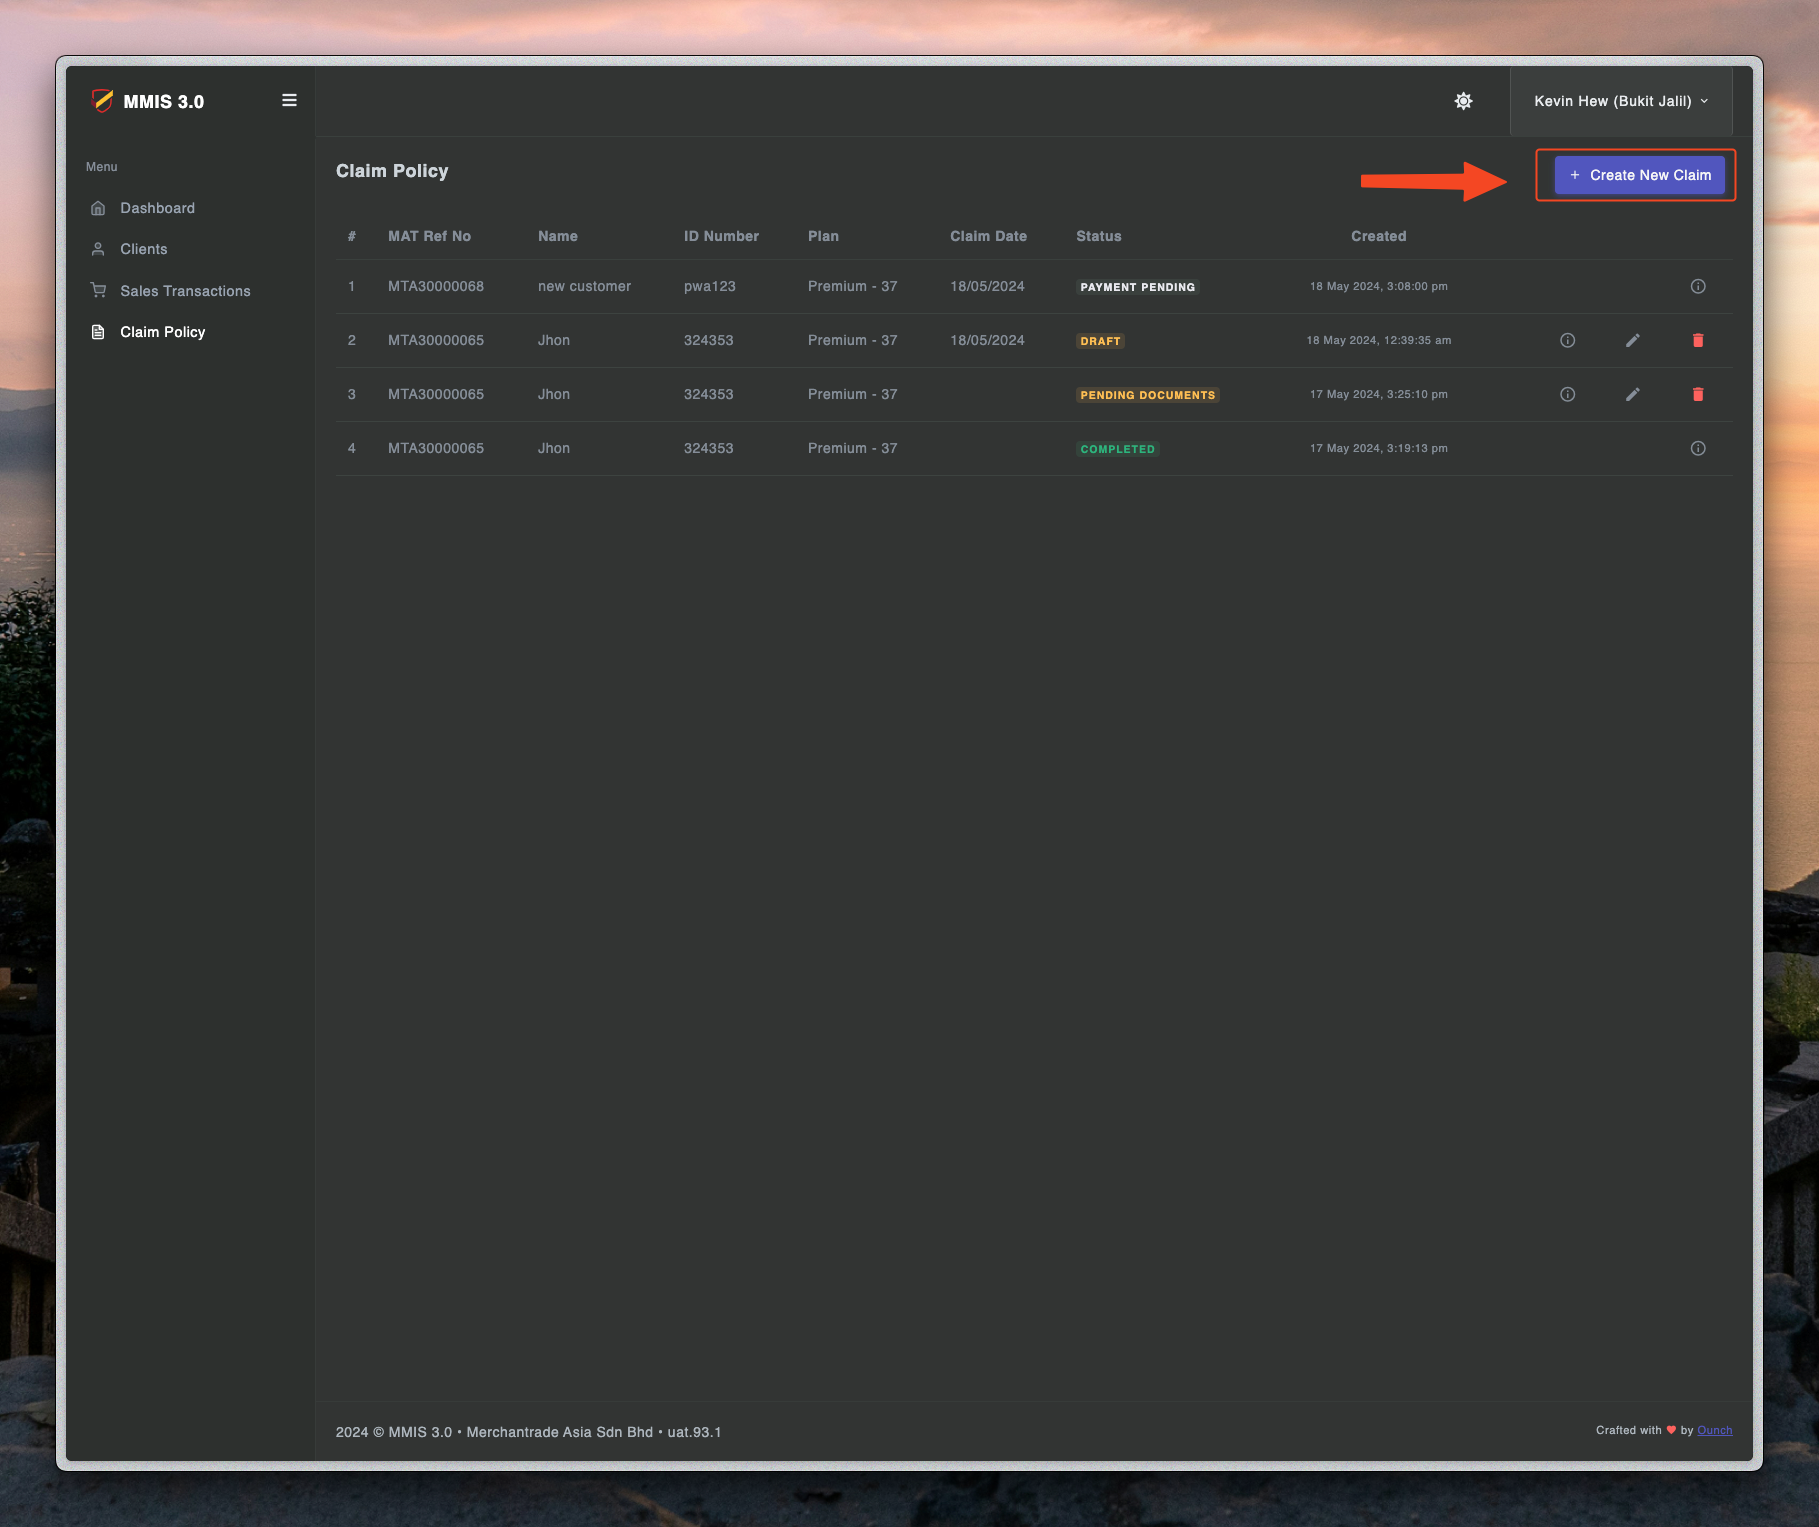 MMIS 3.0
Kevin Hew (Bukit Jalil)
Menu
Dashboard
Clients
Sales Transactions
Claim Policy
Claim Policy
+ Create New Claim
# MAT Ref No Name ID Number Plan Claim Date Status Created
1 MTA30000068 new customer pwa123 Premium - 37 18/05/2024 PAYMENT PENDING 18 May 2024, 3:08:00 pm
2 MTA30000065 Jhon 324353 Premium - 37 18/05/2024 DRAFT 18 May 2024, 12:39:35 am
3 MTA30000065 Jhon 324353 Premium - 37 PENDING DOCUMENTS 17 May 2024, 3:25:10 pm
4 MTA30000065 Jhon 324353 Premium - 37 COMPLETED 17 May 2024, 3:19:13 pm
2024 © MMIS 3.0 • Merchantrade Asia Sdn Bhd • uat.93.1
Crafted with ♥ by Ounch